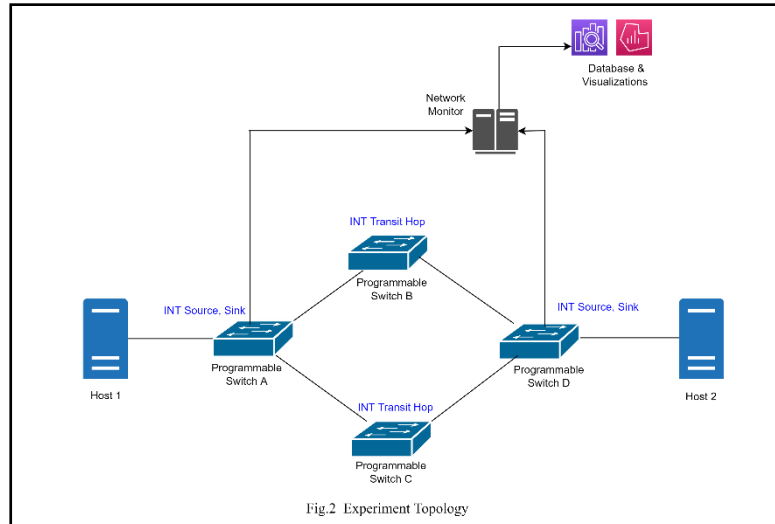 Database &
Visualizations
Network
Monitor
INT Transit Hop
Programmable
Switch B
INT Source, Sink
INT Source, Sink
Host 1
Programmable
Switch A
Programmable
Switch D
Host 2
INT Transit Hop
Programmable
Switch C
Fig.2 Experiment Topology